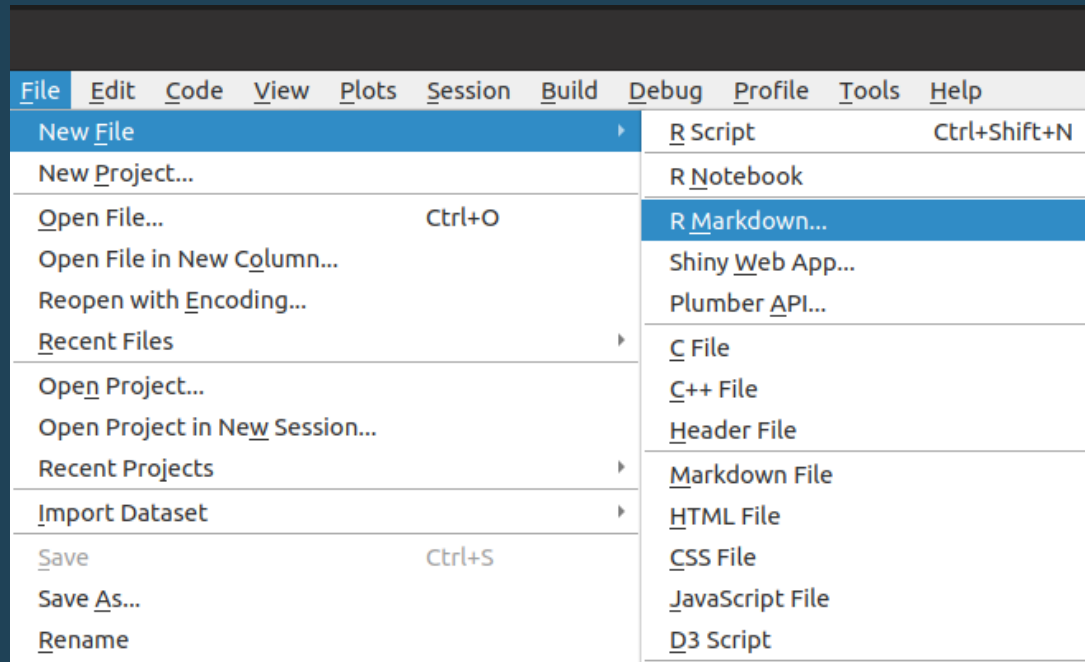 File Edit Code View Plots Session Build Debug Profile Tools Help
New File
New Project...
Open File... Ctrl+O
Open File in New Column...
Reopen with Encoding...
Recent Files
Open Project...
Open Project in New Session...
Recent Projects
Import Dataset
Save Ctrl+S
Save As...
Rename
R Script Ctrl+Shift+N
R Notebook
R Markdown...
Shiny Web App...
Plumber API...
C File
C++ File
Header File
Markdown File
HTML File
CSS File
JavaScript File
D3 Script